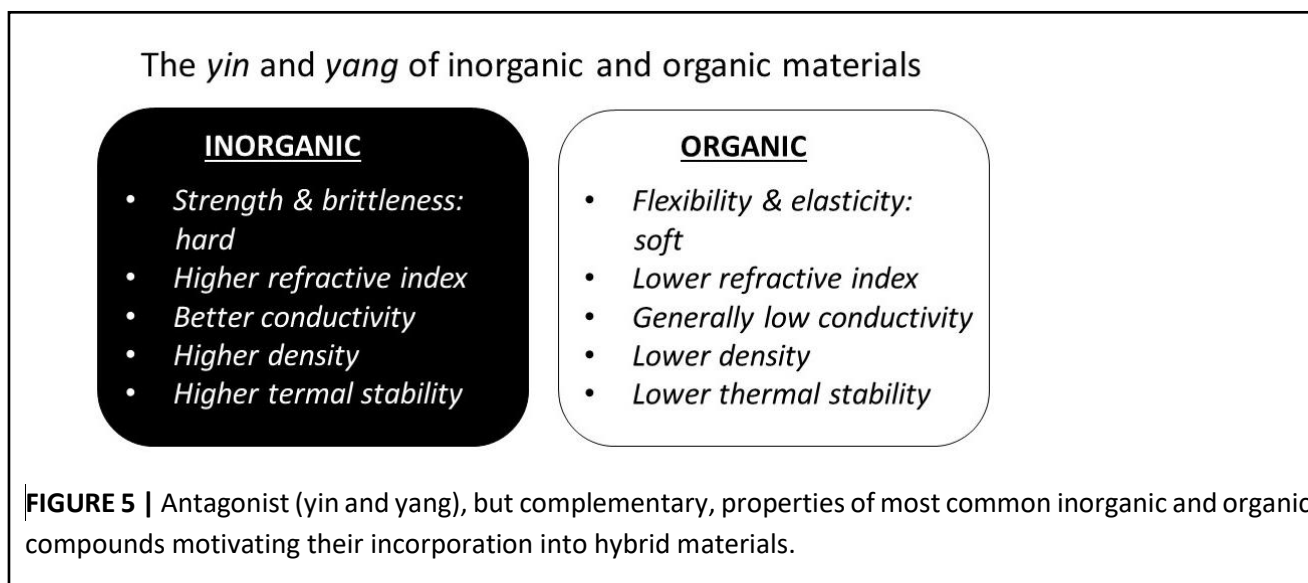 The yin and yang of inorganic and organic materials
INORGANIC
• Strength & brittleness:
hard
• Higher refractive index
• Better conductivity
• Higher density
• Higher termal stability
ORGANIC
• Flexibility & elasticity:
soft
• Lower refractive index
• Generally low conductivity
• Lower density
• Lower thermal stability
FIGURE 5 | Antagonist (yin and yang), but complementary, properties of most common inorganic and organic
compounds motivating their incorporation into hybrid materials.